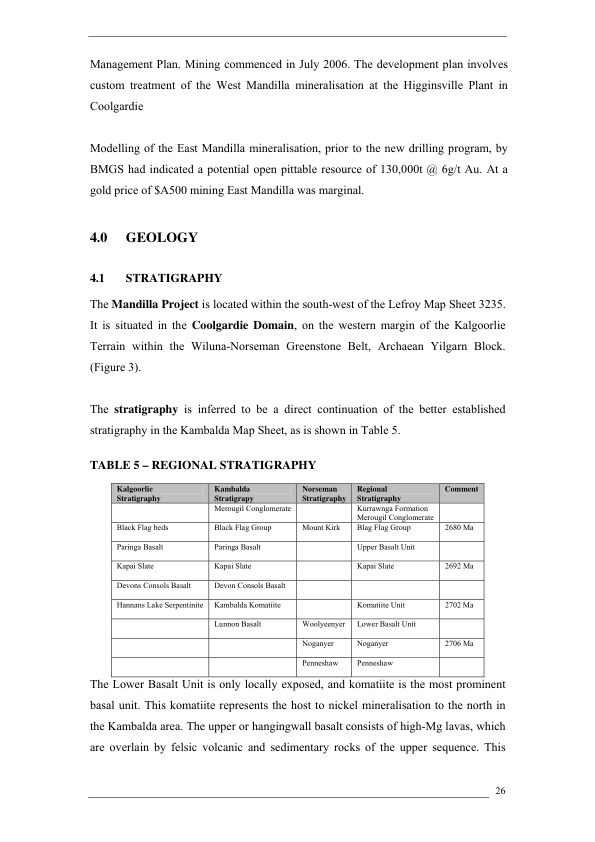 Management Plan. Mining commenced in July 2006. The development plan involves
custom treatment of the West Mandilla mineralisation at the Higginsville Plant in
Coolgardie
Modelling of the East Mandilla mineralisation, prior to the new drilling program, by
BMGS had indicated a potential open pittable resource of 130,000t @ 6g/t Au. At a
gold price of $A500 mining East Mandilla was marginal.
4.0 GEOLOGY
4.1 STRATIGRAPHY
The Mandilla Project is located within the south-west of the Lefroy Map Sheet 3235.
It is situated in the Coolgardie Domain, on the western margin of the Kalgoorlie
Terrain within the Wiluna-Norseman Greenstone Belt, Archaean Yilgarn Block.
(Figure 3).
The stratigraphy is inferred to be a direct continuation of the better established
stratigraphy in the Kambalda Map Sheet, as is shown in Table 5.
TABLE 5 – REGIONAL STRATIGRAPHY
Kalgoorlie Kambalda Norseman Regional Comment
Stratigraphy Stratigrapy Stratigraphy Stratigraphy
Merougil Conglomerate Kurrawnga Formation
Merougil Conglomerate
Black Flag beds Black Flag Group Mount Kirk Blag Flag Group 2680 Ma
Paringa Basalt Paringa Basalt Upper Basalt Unit
Kapai Slate Kapai Slate Kapai Slate 2692 Ma
Devons Consols Basalt Devon Consols Basalt
Hannans Lake Serpentinite Kambalda Komatiite Komatiite Unit 2702 Ma
Lunnon Basalt Woolyeenyer Lower Basalt Unit
Noganyer Noganyer 2706 Ma
Penneshaw Penneshaw
The Lower Basalt Unit is only locally exposed, and komatiite is the most prominent
basal unit. This komatiite represents the host to nickel mineralisation to the north in
the Kambalda area. The upper or hangingwall basalt consists of high-Mg lavas, which
are overlain by felsic volcanic and sedimentary rocks of the upper sequence. This
26